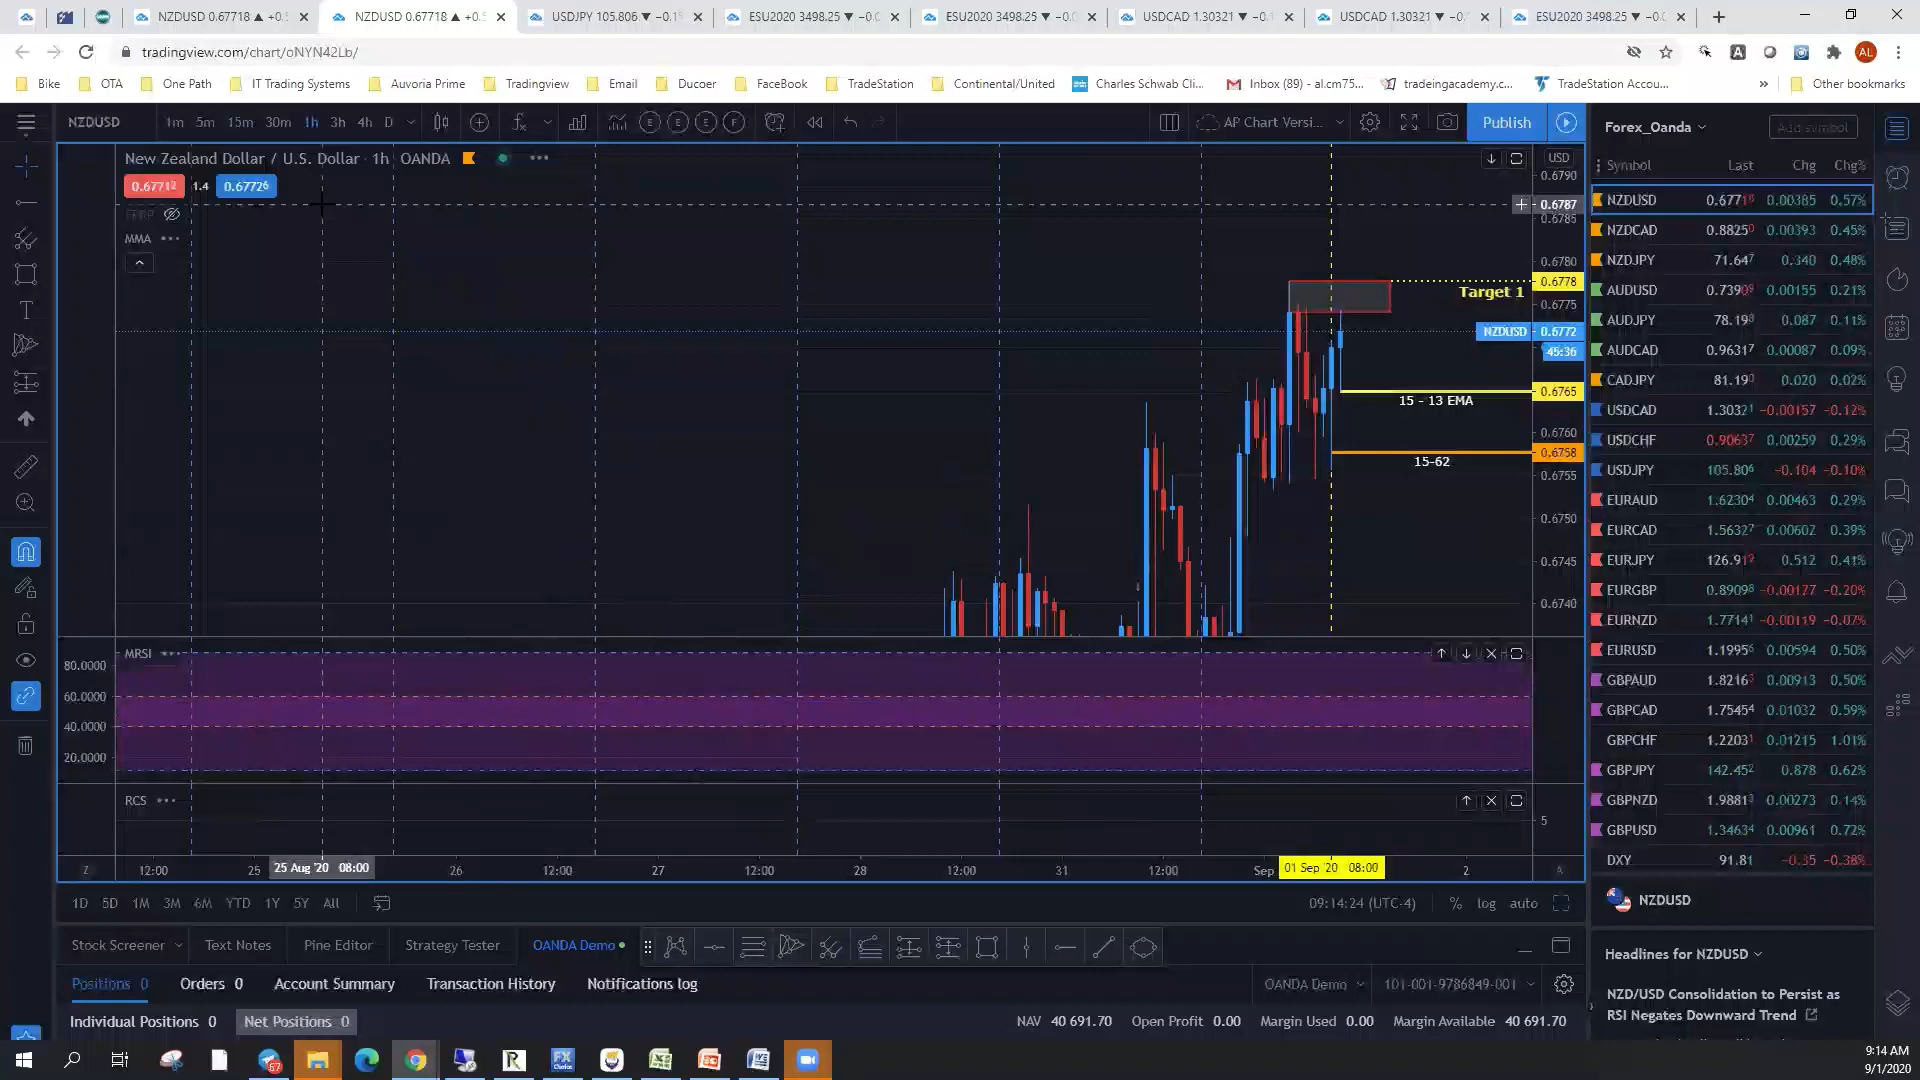 NZDUSD 0.67718 ▲ +0.5
NZDUSD 0.67718 ▲ +0.5
USDJPY 105.806 ▼ −0.1
ESU2020 3498.25 ▼ −0.0
ESU2020 3498.25 ▼ −0.0
USDCAD 1.30321 ▼ −0.1
USDCAD 1.30321 ▼ −0.1
ESU2020 3498.25 ▼ −0.0
tradingview.com/chart/oNYN42Lb/
AL
Bike
OTA
One Path
IT Trading Systems
Auvoria Prime
Tradingview
Email
Ducoer
FaceBook
TradeStation
Continental/United
Charles Schwab Cli...
Inbox (89) - al.cm75...
tradeingacademy.c...
TradeStation Accou...
Other bookmarks
NZDUSD 1m 5m 15m 30m 1h 3h 4h D
AP Chart Versi...
Publish
New Zealand Dollar / U.S. Dollar · 1h OANDA
0.67712 1.4 0.67726
MMA
USD
0.6790
0.6787
0.6785
0.6780
0.6778
Target 1
0.6775
NZDUSD 0.6772
45:36
0.6765
15 - 13 EMA
0.6760
0.6758
15-62
0.6755
0.6750
0.6745
0.6740
MRSI
80.0000
60.0000
40.0000
20.0000
RCS
5
Z 12:00 25 25 Aug '20 08:00 26 12:00 27 12:00 28 12:00 31 12:00 Sep 01 Sep '20 08:00 2 A
1D 5D 1M 3M 6M YTD 1Y 5Y All
09:14:24 (UTC-4) % log auto
Stock Screener Text Notes Pine Editor Strategy Tester OANDA Demo
Positions 0 Orders 0 Account Summary Transaction History Notifications log
OANDA Demo 101-001-9786849-001
Individual Positions 0 Net Positions 0
NAV 40 691.70 Open Profit 0.00 Margin Used 0.00 Margin Available 40 691.70
Forex_Oanda
Add symbol
Symbol Last Chg Chg%
NZDUSD 0.67718 0.00385 0.57%
NZDCAD 0.88250 0.00393 0.45%
NZDJPY 71.647 0.340 0.48%
AUDUSD 0.73909 0.00155 0.21%
AUDJPY 78.198 0.087 0.11%
AUDCAD 0.96317 0.00087 0.09%
CADJPY 81.190 0.020 0.02%
USDCAD 1.30321 −0.00157 −0.12%
USDCHF 0.90637 0.00259 0.29%
USDJPY 105.806 −0.104 −0.10%
EURAUD 1.62304 0.00463 0.29%
EURCAD 1.56327 0.00602 0.39%
EURJPY 126.919 0.512 0.41%
EURGBP 0.89098 −0.00177 −0.20%
EURNZD 1.77141 −0.00119 −0.07%
EURUSD 1.19956 0.00594 0.50%
GBPAUD 1.82163 0.00913 0.50%
GBPCAD 1.75454 0.01032 0.59%
GBPCHF 1.22031 0.01215 1.01%
GBPJPY 142.452 0.878 0.62%
GBPNZD 1.98813 0.00273 0.14%
GBPUSD 1.34634 0.00961 0.72%
DXY 91.81 −0.35 −0.38%
NZDUSD
Headlines for NZDUSD
NZD/USD Consolidation to Persist as
RSI Negates Downward Trend
67
9:14 AM
9/1/2020